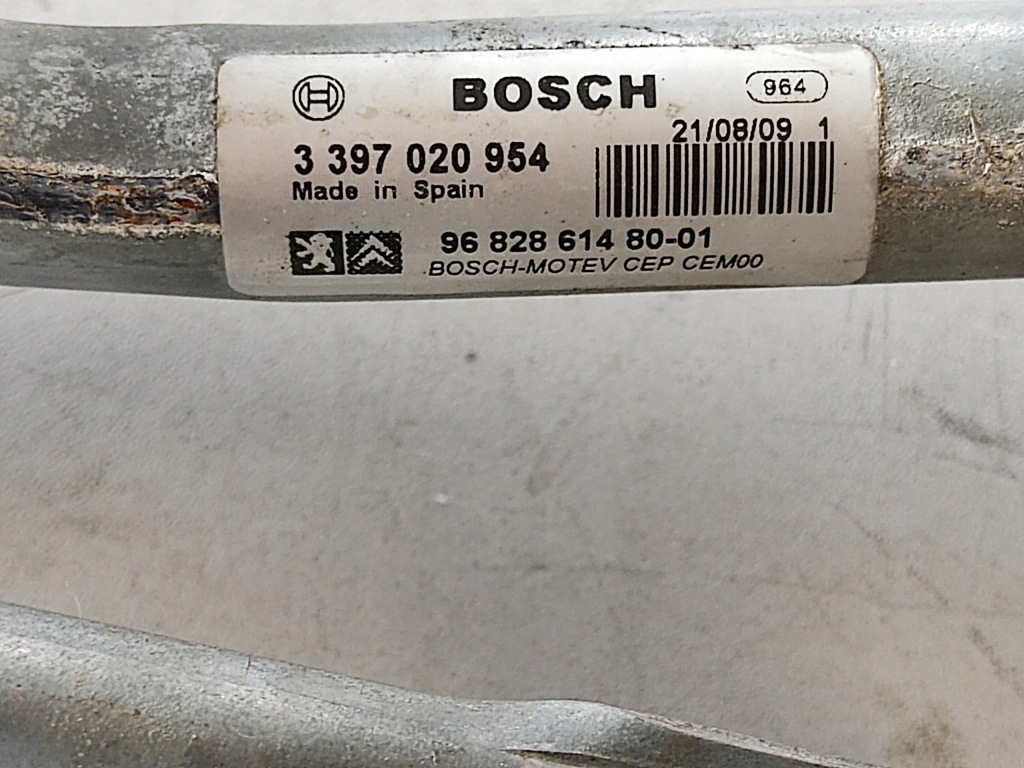 BOSCH 964
21/08/09 1
3 397 020 954
Made in Spain
96 828 614 80-01
BOSCH-MOTEV CEP CEM00